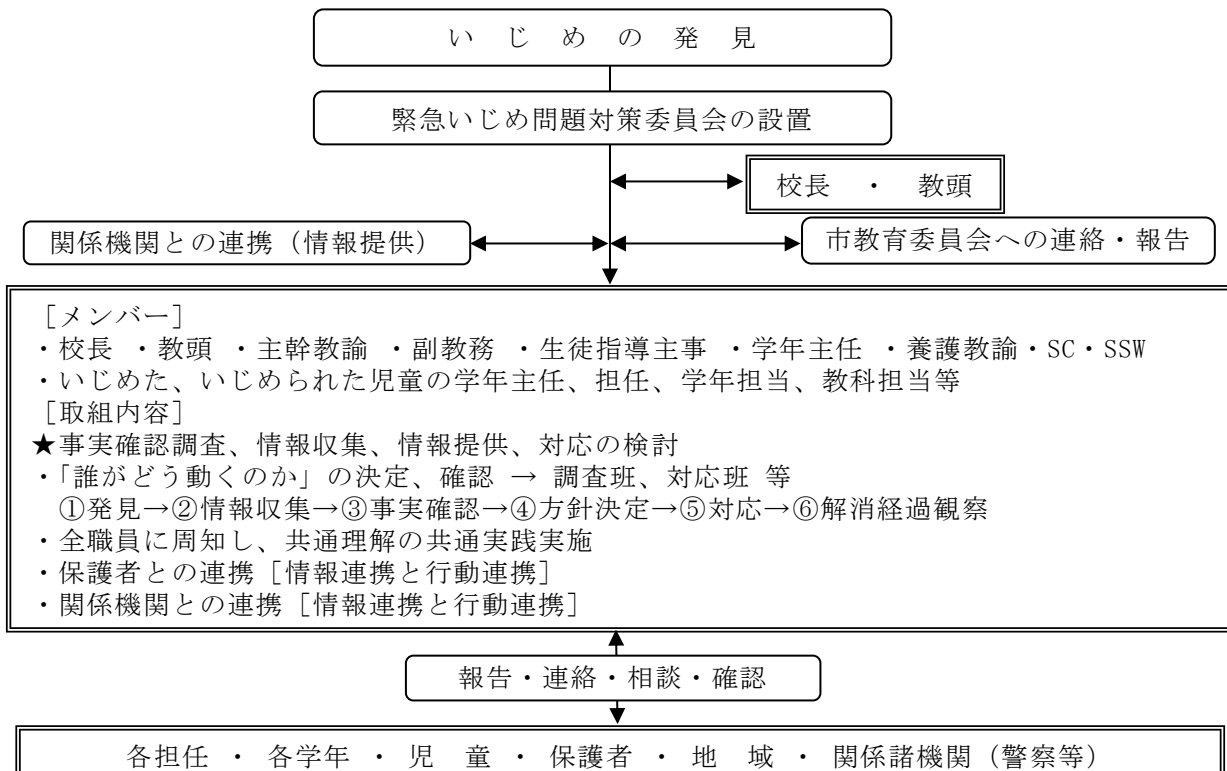 い じ め の 発 見
緊急いじめ問題対策委員会の設置
校長 ・ 教頭
関係機関との連携（情報提供）
市教育委員会への連絡・報告
［メンバー］
・校長 ・教頭 ・主幹教諭 ・副教務 ・生徒指導主事 ・学年主任 ・養護教諭・SC・SSW
・いじめた、いじめられた児童の学年主任、担任、学年担当、教科担当等
［取組内容］
★事実確認調査、情報収集、情報提供、対応の検討
・「誰がどう動くのか」の決定、確認 → 調査班、対応班 等
①発見→②情報収集→③事実確認→④方針決定→⑤対応→⑥解消経過観察
・全職員に周知し、共通理解の共通実践実施
・保護者との連携［情報連携と行動連携］
・関係機関との連携［情報連携と行動連携］
報告・連絡・相談・確認
各担任 ・ 各学年 ・ 児 童 ・ 保護者 ・ 地 域 ・ 関係諸機関（警察等）